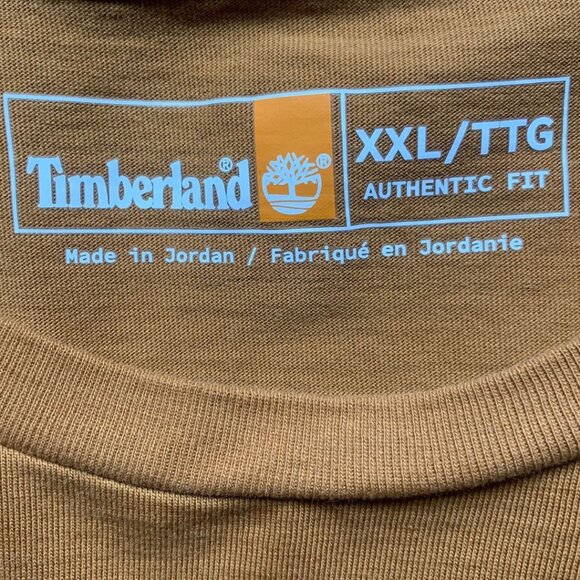 Timberland® ®
XXL/TTG
AUTHENTIC FIT
Made in Jordan / Fabriqué en Jordanie